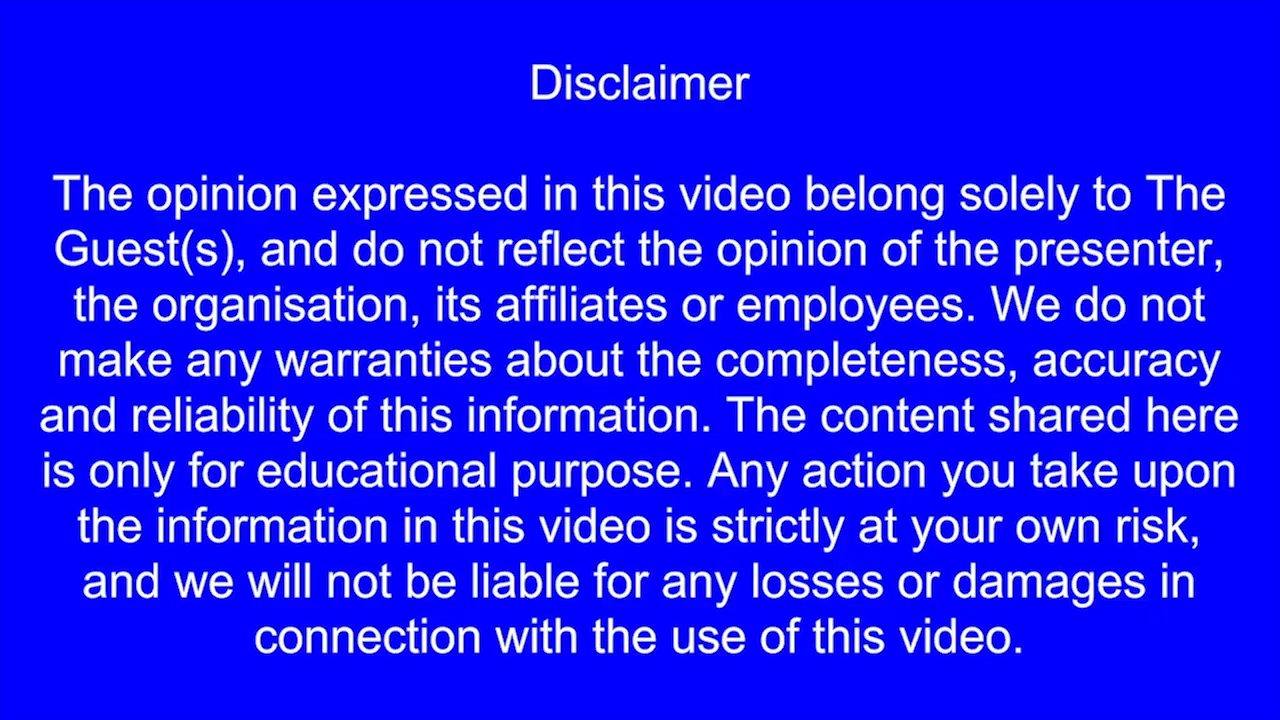 Disclaimer
The opinion expressed in this video belong solely to The
Guest(s), and do not reflect the opinion of the presenter,
the organisation, its affiliates or employees. We do not
make any warranties about the completeness, accuracy
and reliability of this information. The content shared here
is only for educational purpose. Any action you take upon
the information in this video is strictly at your own risk,
and we will not be liable for any losses or damages in
connection with the use of this video.